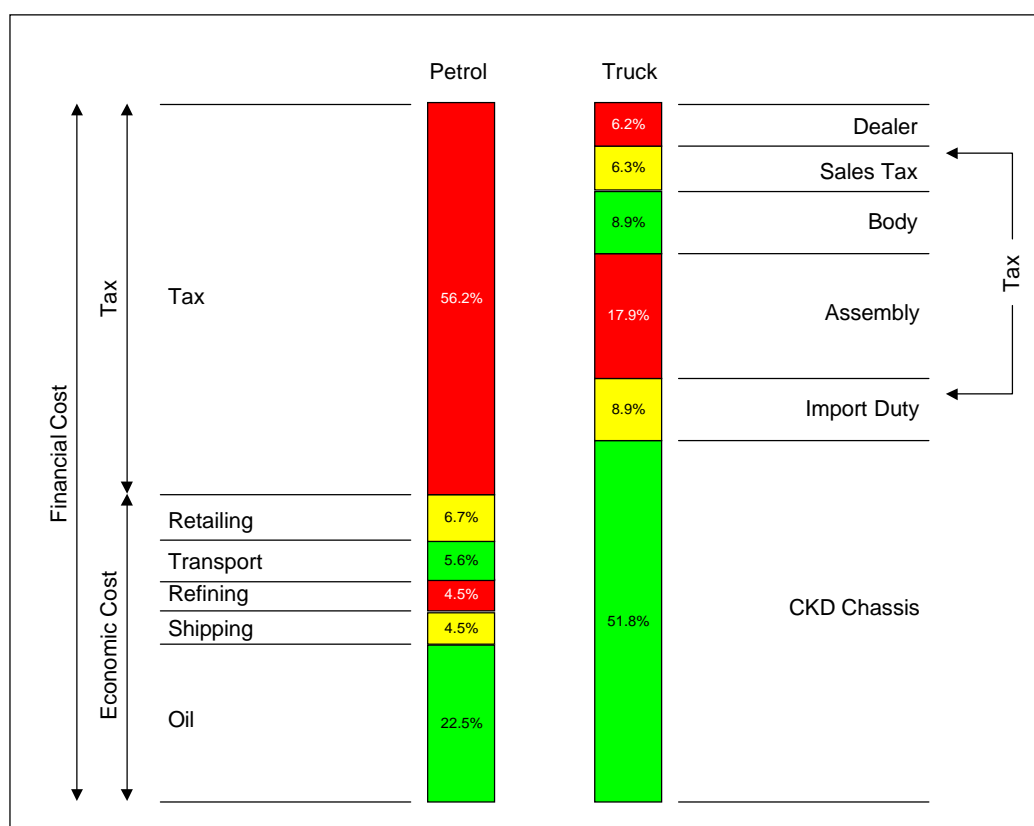 Petrol
Truck
Financial Cost
Tax
Economic Cost
Tax
56.2%
Retailing
6.7%
Transport
5.6%
Refining
4.5%
Shipping
4.5%
Oil
22.5%
6.2%
Dealer
6.3%
Sales Tax
8.9%
Body
17.9%
Assembly
8.9%
Import Duty
51.8%
CKD Chassis
Tax